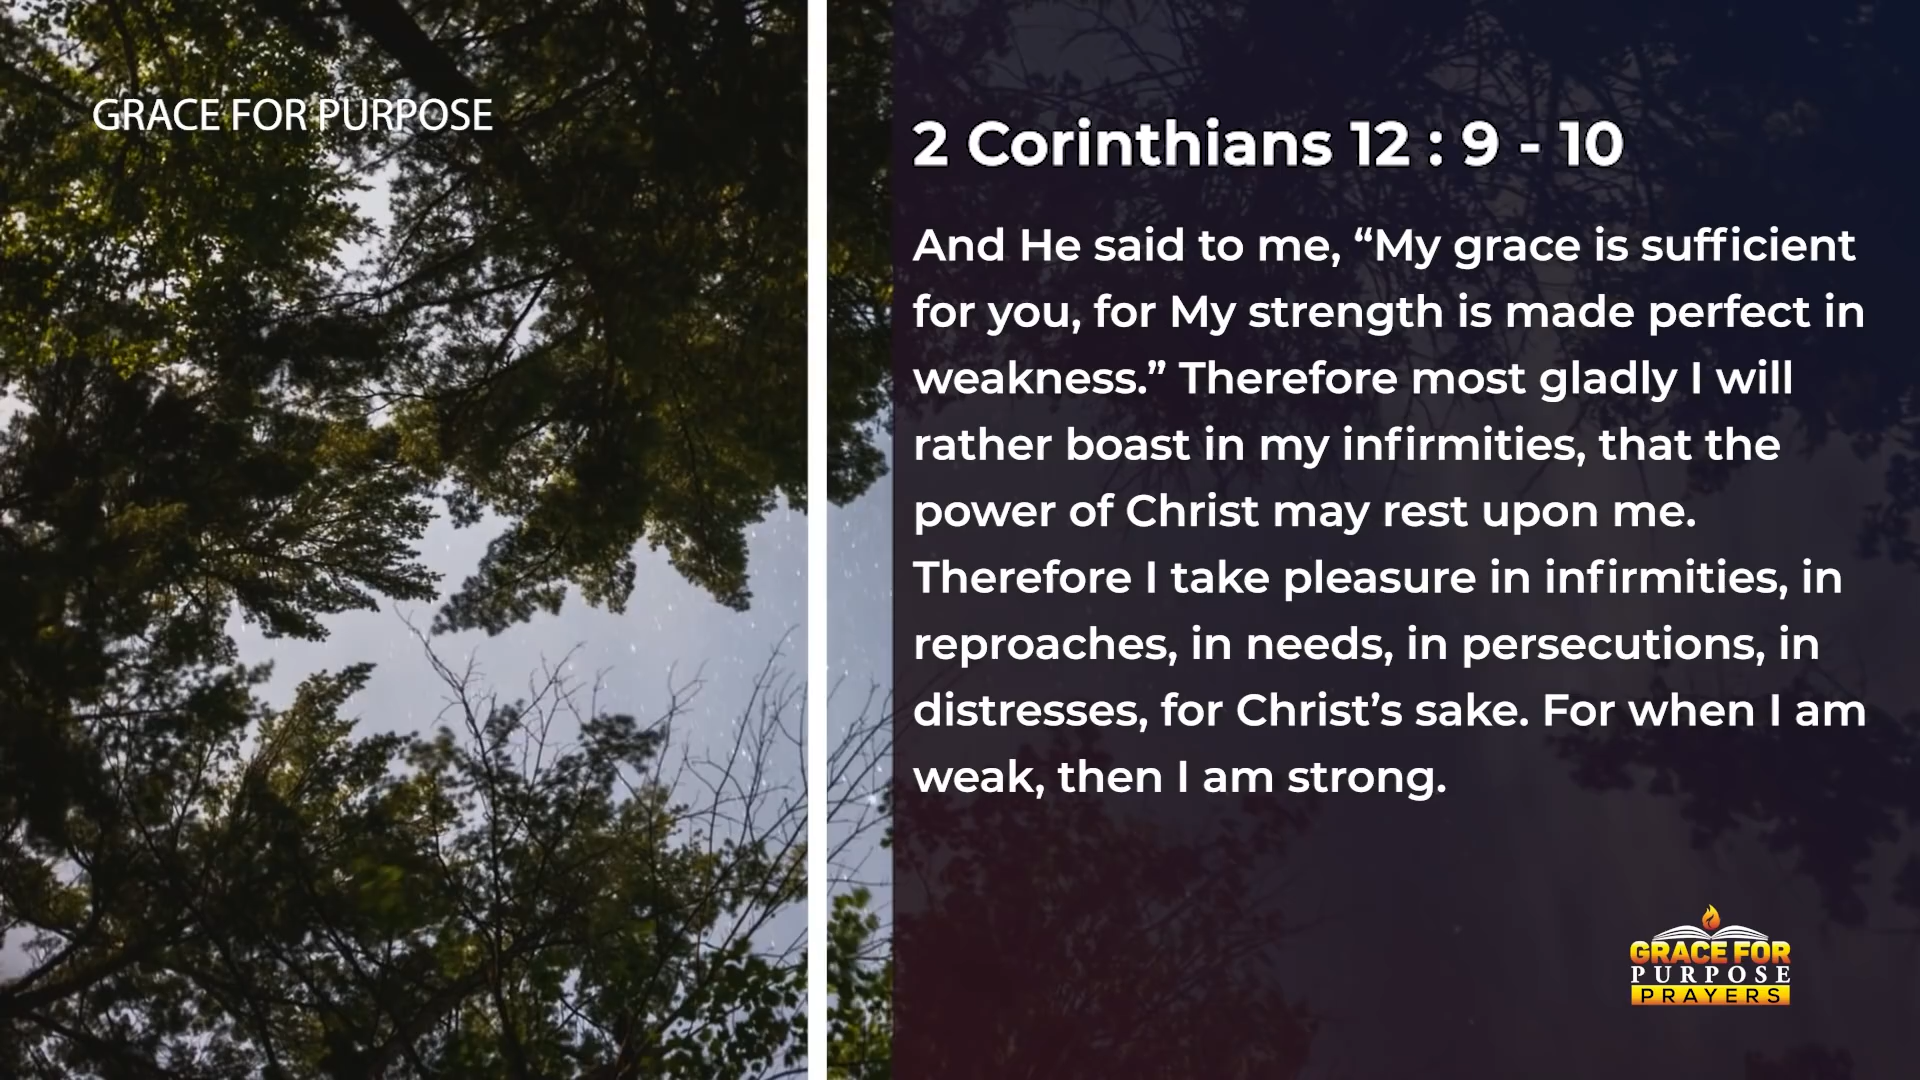 GRACE FOR PURPOSE
2 Corinthians 12 : 9 - 10
And He said to me, “My grace is sufficient
for you, for My strength is made perfect in
weakness.” Therefore most gladly I will
rather boast in my infirmities, that the
power of Christ may rest upon me.
Therefore I take pleasure in infirmities, in
reproaches, in needs, in persecutions, in
distresses, for Christ’s sake. For when I am
weak, then I am strong.
GRACE FOR
PURPOSE
PRAYERS